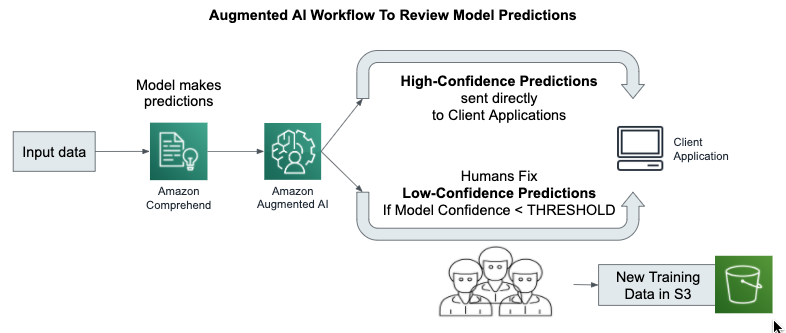 Augmented AI Workflow To Review Model Predictions
Model makes
predictions
Input data
Amazon
Comprehend
Amazon
Augmented AI
High-Confidence Predictions
sent directly
to Client Applications
Client
Application
Humans Fix
Low-Confidence Predictions
If Model Confidence < THRESHOLD
New Training
Data in S3